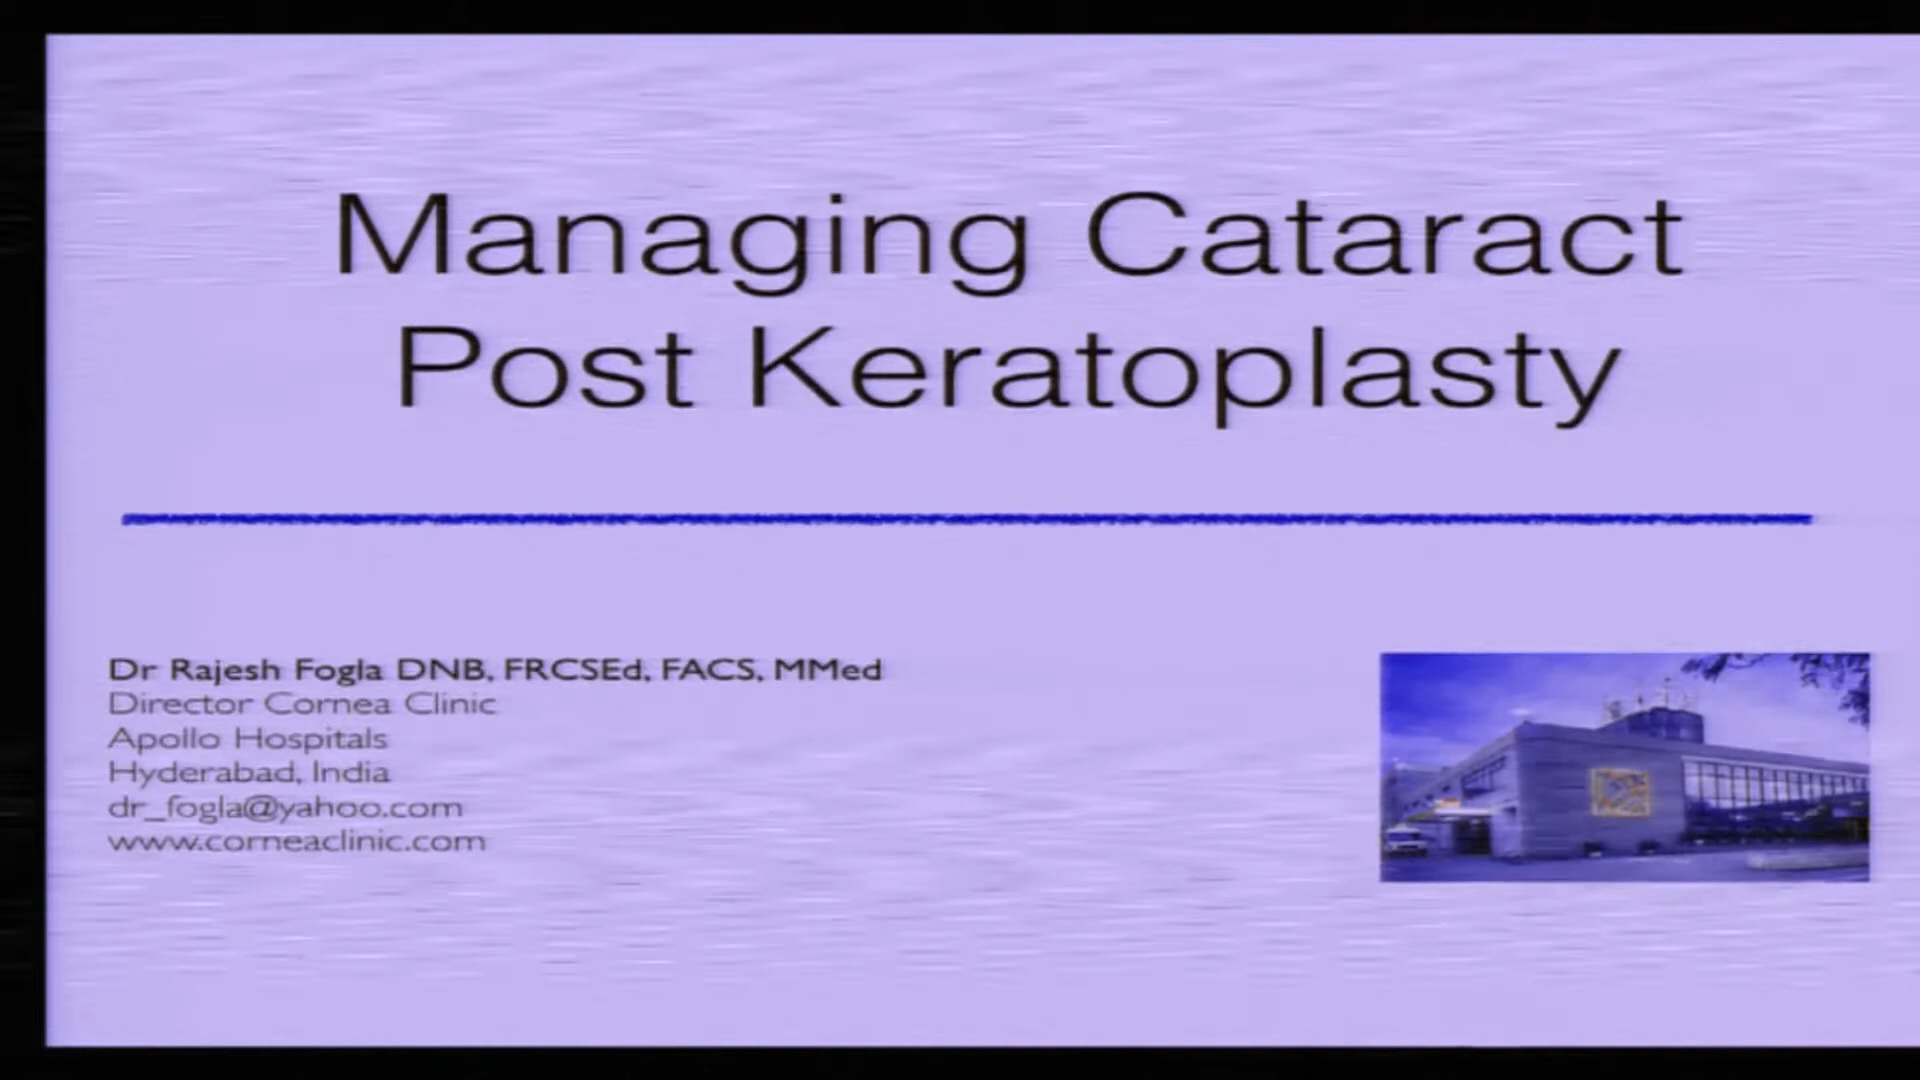 Managing Cataract
Post Keratoplasty
Dr Rajesh Fogla DNB, FRCSEd, FACS, MMed
Director Cornea Clinic
Apollo Hospitals
Hyderabad, India
dr_fogla@yahoo.com
www.corneaclinic.com